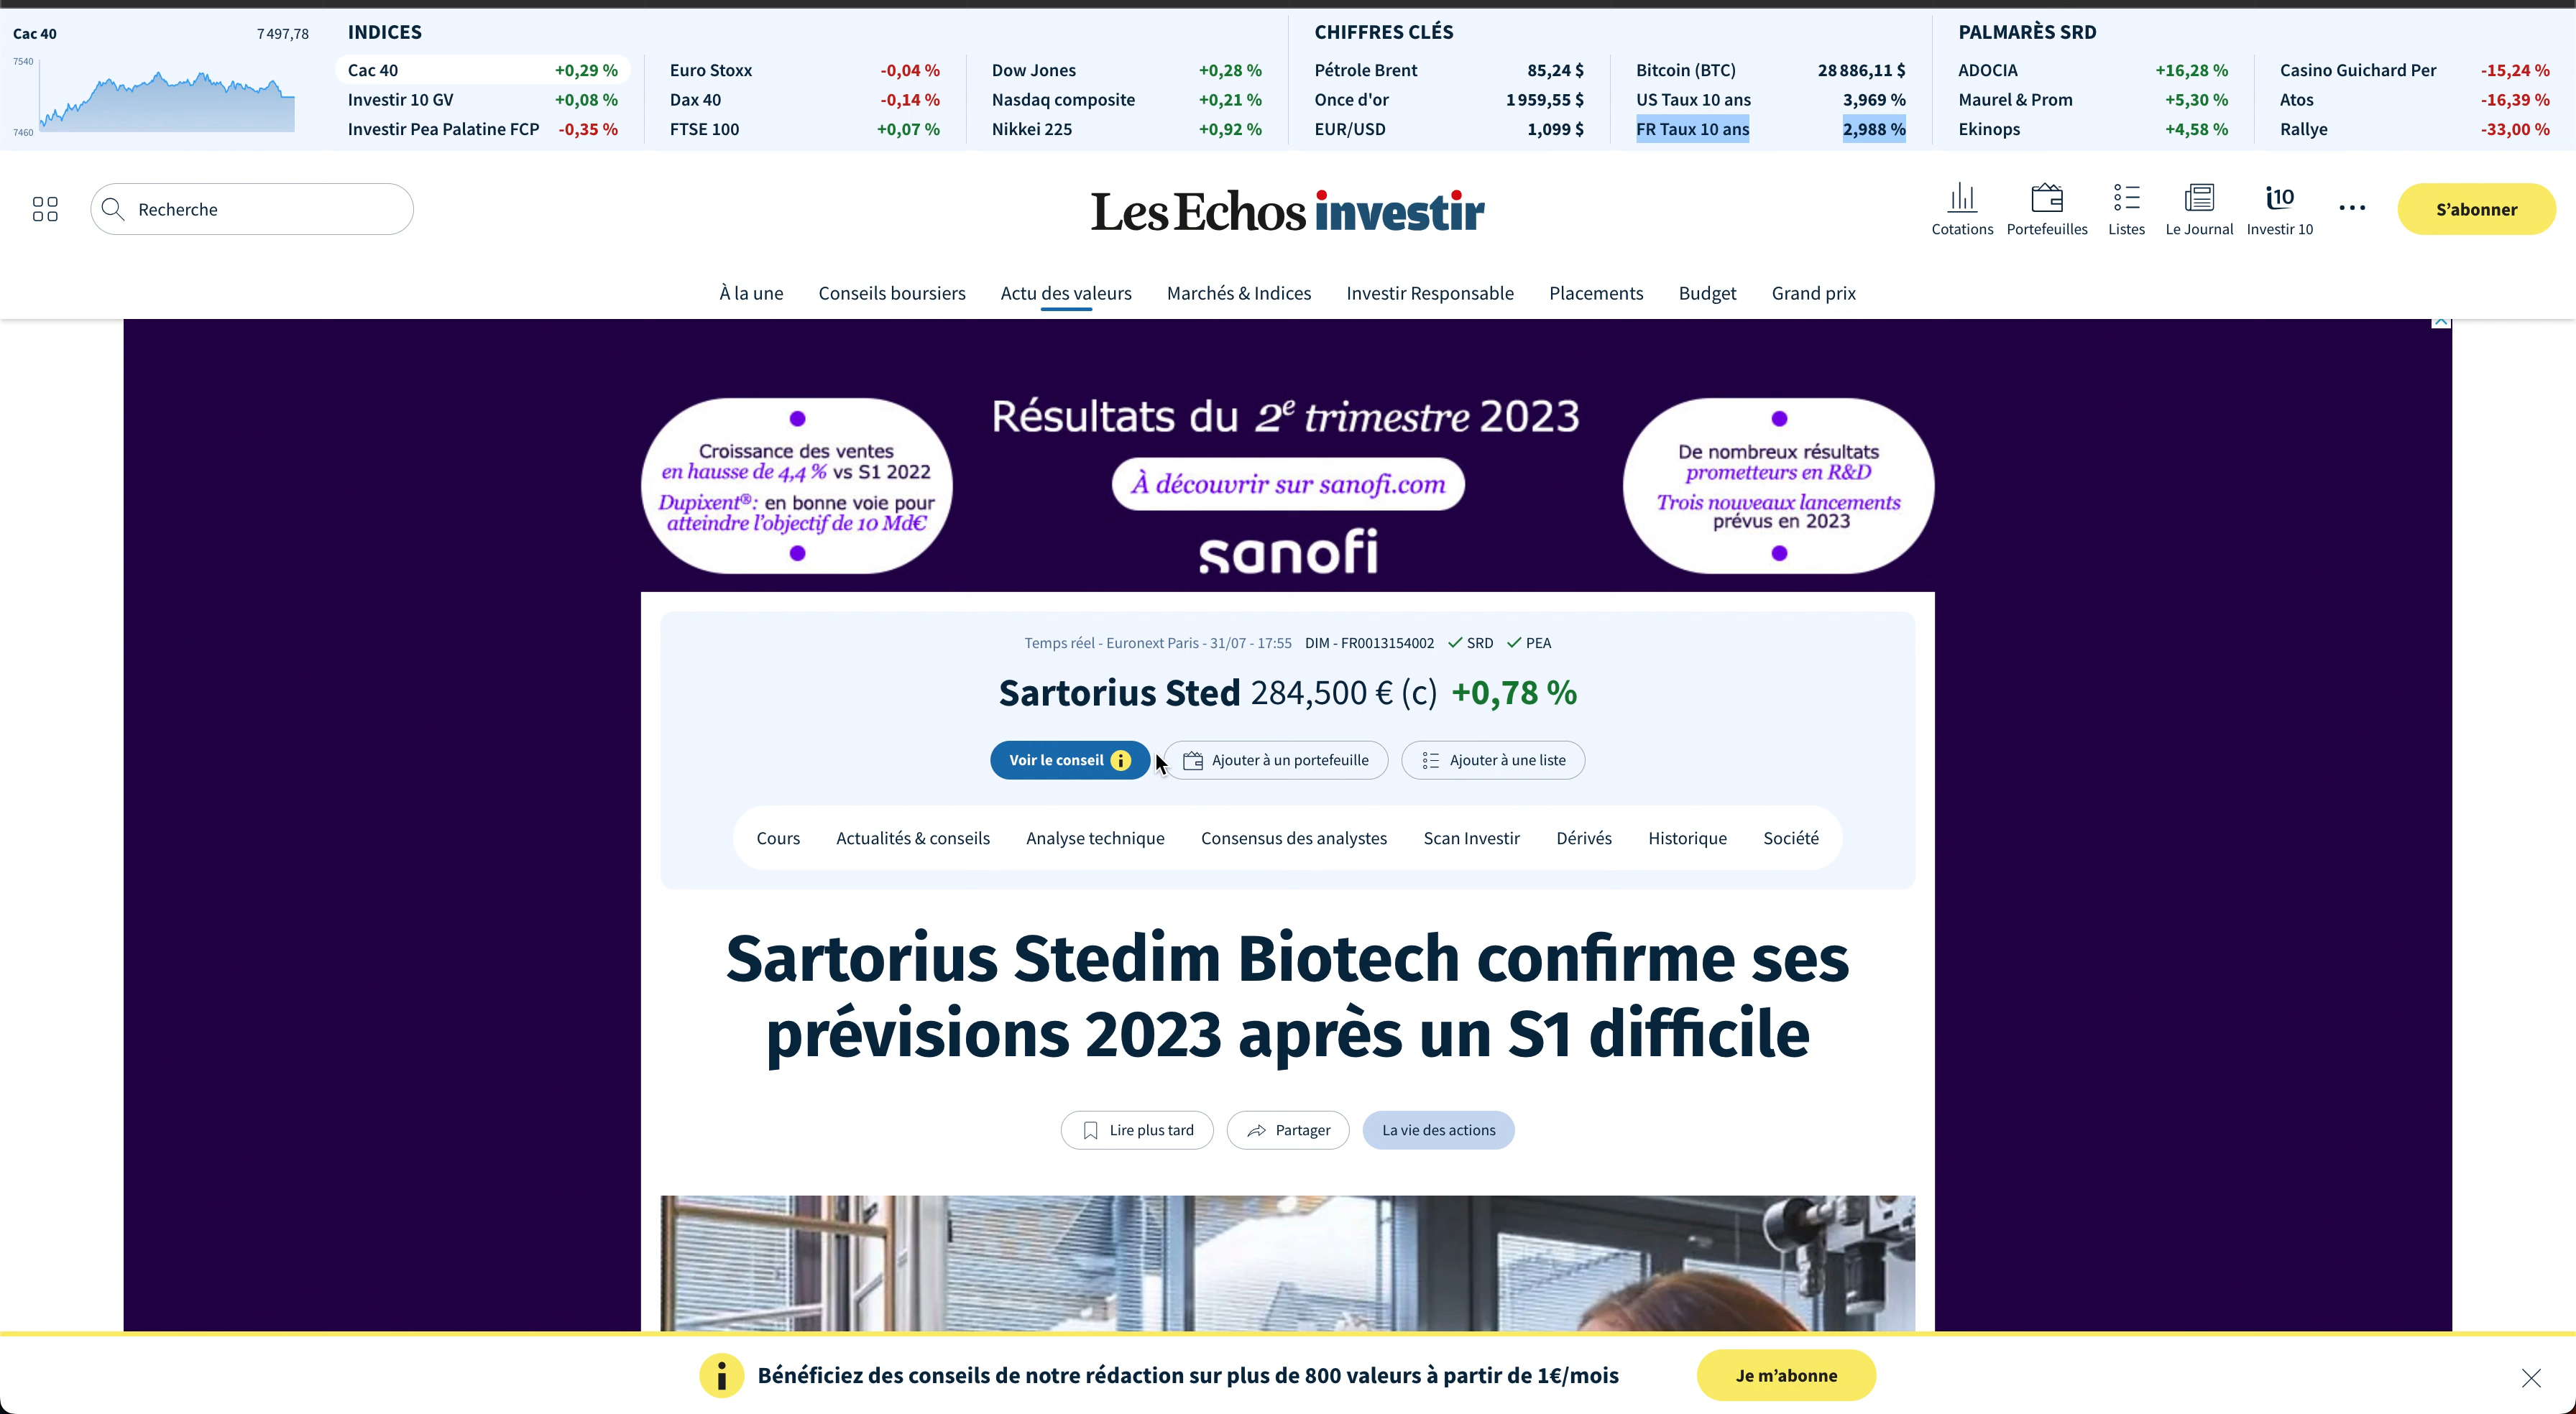 Cac 40 7 497,78
7540
7460
INDICES
Cac 40 +0,29 %
Investir 10 GV +0,08 %
Investir Pea Palatine FCP -0,35 %
Euro Stoxx -0,04 %
Dax 40 -0,14 %
FTSE 100 +0,07 %
Dow Jones +0,28 %
Nasdaq composite +0,21 %
Nikkei 225 +0,92 %
CHIFFRES CLÉS
Pétrole Brent 85,24 $
Once d'or 1 959,55 $
EUR/USD 1,099 $
Bitcoin (BTC) 28 886,11 $
US Taux 10 ans 3,969 %
FR Taux 10 ans 2,988 %
PALMARÈS SRD
ADOCIA +16,28 %
Maurel & Prom +5,30 %
Ekinops +4,58 %
Casino Guichard Per -15,24 %
Atos -16,39 %
Rallye -33,00 %
Recherche
Les Echos investir
Cotations
Portefeuilles
Listes
Le Journal
i10
Investir 10
S'abonner
À la une Conseils boursiers Actu des valeurs Marchés & Indices Investir Responsable Placements Budget Grand prix
Croissance des ventes
en hausse de 4,4 % vs S1 2022
Dupixent®: en bonne voie pour
atteindre l'objectif de 10 Md€
Résultats du 2e trimestre 2023
À découvrir sur sanofi.com
sanofi
De nombreux résultats
prometteurs en R&D
Trois nouveaux lancements
prévus en 2023
Temps réel - Euronext Paris - 31/07 - 17:55 DIM - FR0013154002 SRD PEA
Sartorius Sted 284,500 € (c) +0,78 %
Voir le conseil i Ajouter à un portefeuille Ajouter à une liste
Cours Actualités & conseils Analyse technique Consensus des analystes Scan Investir Dérivés Historique Société
Sartorius Stedim Biotech confirme ses
prévisions 2023 après un S1 difficile
Lire plus tard Partager La vie des actions
i Bénéficiez des conseils de notre rédaction sur plus de 800 valeurs à partir de 1€/mois Je m'abonne